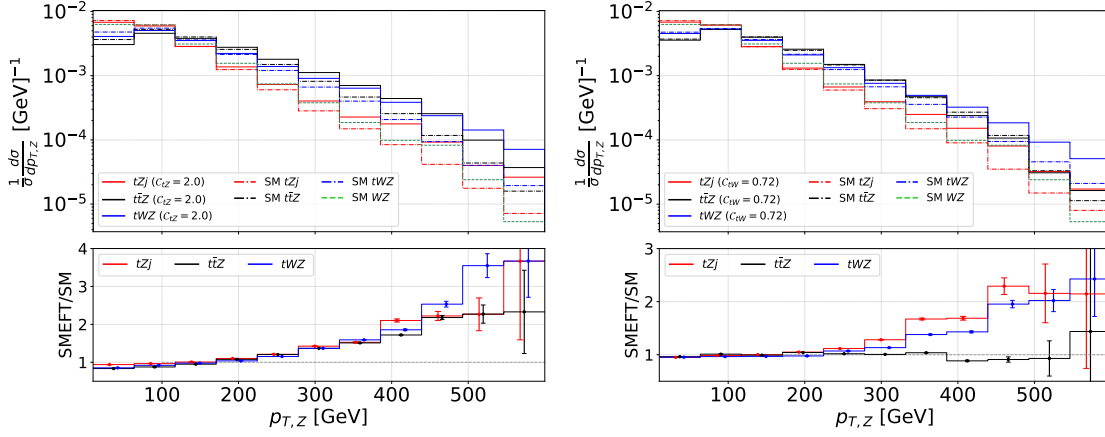 10⁻²
10⁻³
10⁻⁴
10⁻⁵
1/σ dσ/dp_{T,Z} [GeV]⁻¹
tZj (C_{tZ} = 2.0)
tt̄Z (C_{tZ} = 2.0)
tWZ (C_{tZ} = 2.0)
SM tZj
SM tt̄Z
SM tWZ
SM WZ
4
3
2
1
SMEFT/SM
tZj
tt̄Z
tWZ
100 200 300 400 500
p_{T,Z} [GeV]
10⁻²
10⁻³
10⁻⁴
10⁻⁵
1/σ dσ/dp_{T,Z} [GeV]⁻¹
tZj (C_{tW} = 0.72)
tt̄Z (C_{tW} = 0.72)
tWZ (C_{tW} = 0.72)
SM tZj
SM tt̄Z
SM tWZ
SM WZ
3
2
1
SMEFT/SM
tZj
tt̄Z
tWZ
100 200 300 400 500
p_{T,Z} [GeV]